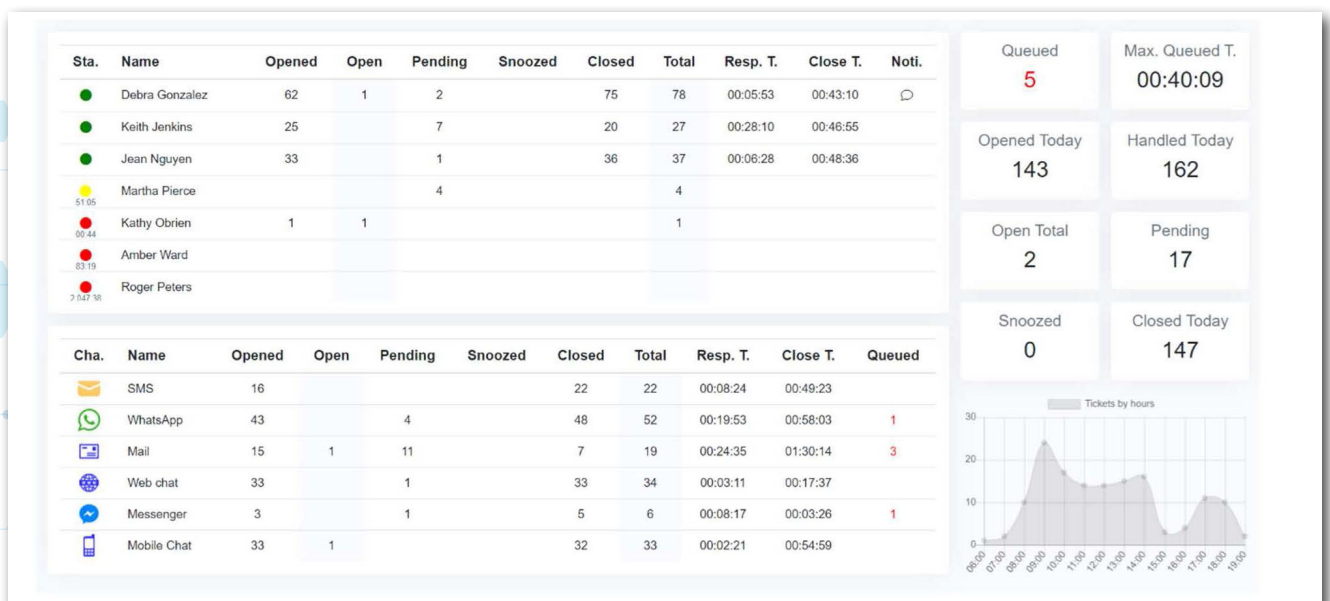 Sta. Name Opened Open Pending Snoozed Closed Total Resp. T. Close T. Noti.
Debra Gonzalez 62 1 2 75 78 00:05:53 00:43:10
Keith Jenkins 25 7 20 27 00:28:10 00:46:55
Jean Nguyen 33 1 36 37 00:06:28 00:48:36
Martha Pierce 4 4
51:05
Kathy Obrien 1 1 1
00:44
Amber Ward
83:19
Roger Peters
2.047:38
Cha. Name Opened Open Pending Snoozed Closed Total Resp. T. Close T. Queued
SMS 16 22 22 00:08:24 00:49:23
WhatsApp 43 4 48 52 00:19:53 00:58:03 1
Mail 15 1 11 7 19 00:24:35 01:30:14 3
Web chat 33 1 33 34 00:03:11 00:17:37
Messenger 3 1 5 6 00:08:17 00:03:26 1
Mobile Chat 33 1 32 33 00:02:21 00:54:59
Queued Max. Queued T.
5 00:40:09
Opened Today Handled Today
143 162
Open Total Pending
2 17
Snoozed Closed Today
0 147
Tickets by hours
30
20
10
0
06:00 07:00 08:00 09:00 10:00 11:00 12:00 13:00 14:00 15:00 16:00 17:00 18:00 19:00